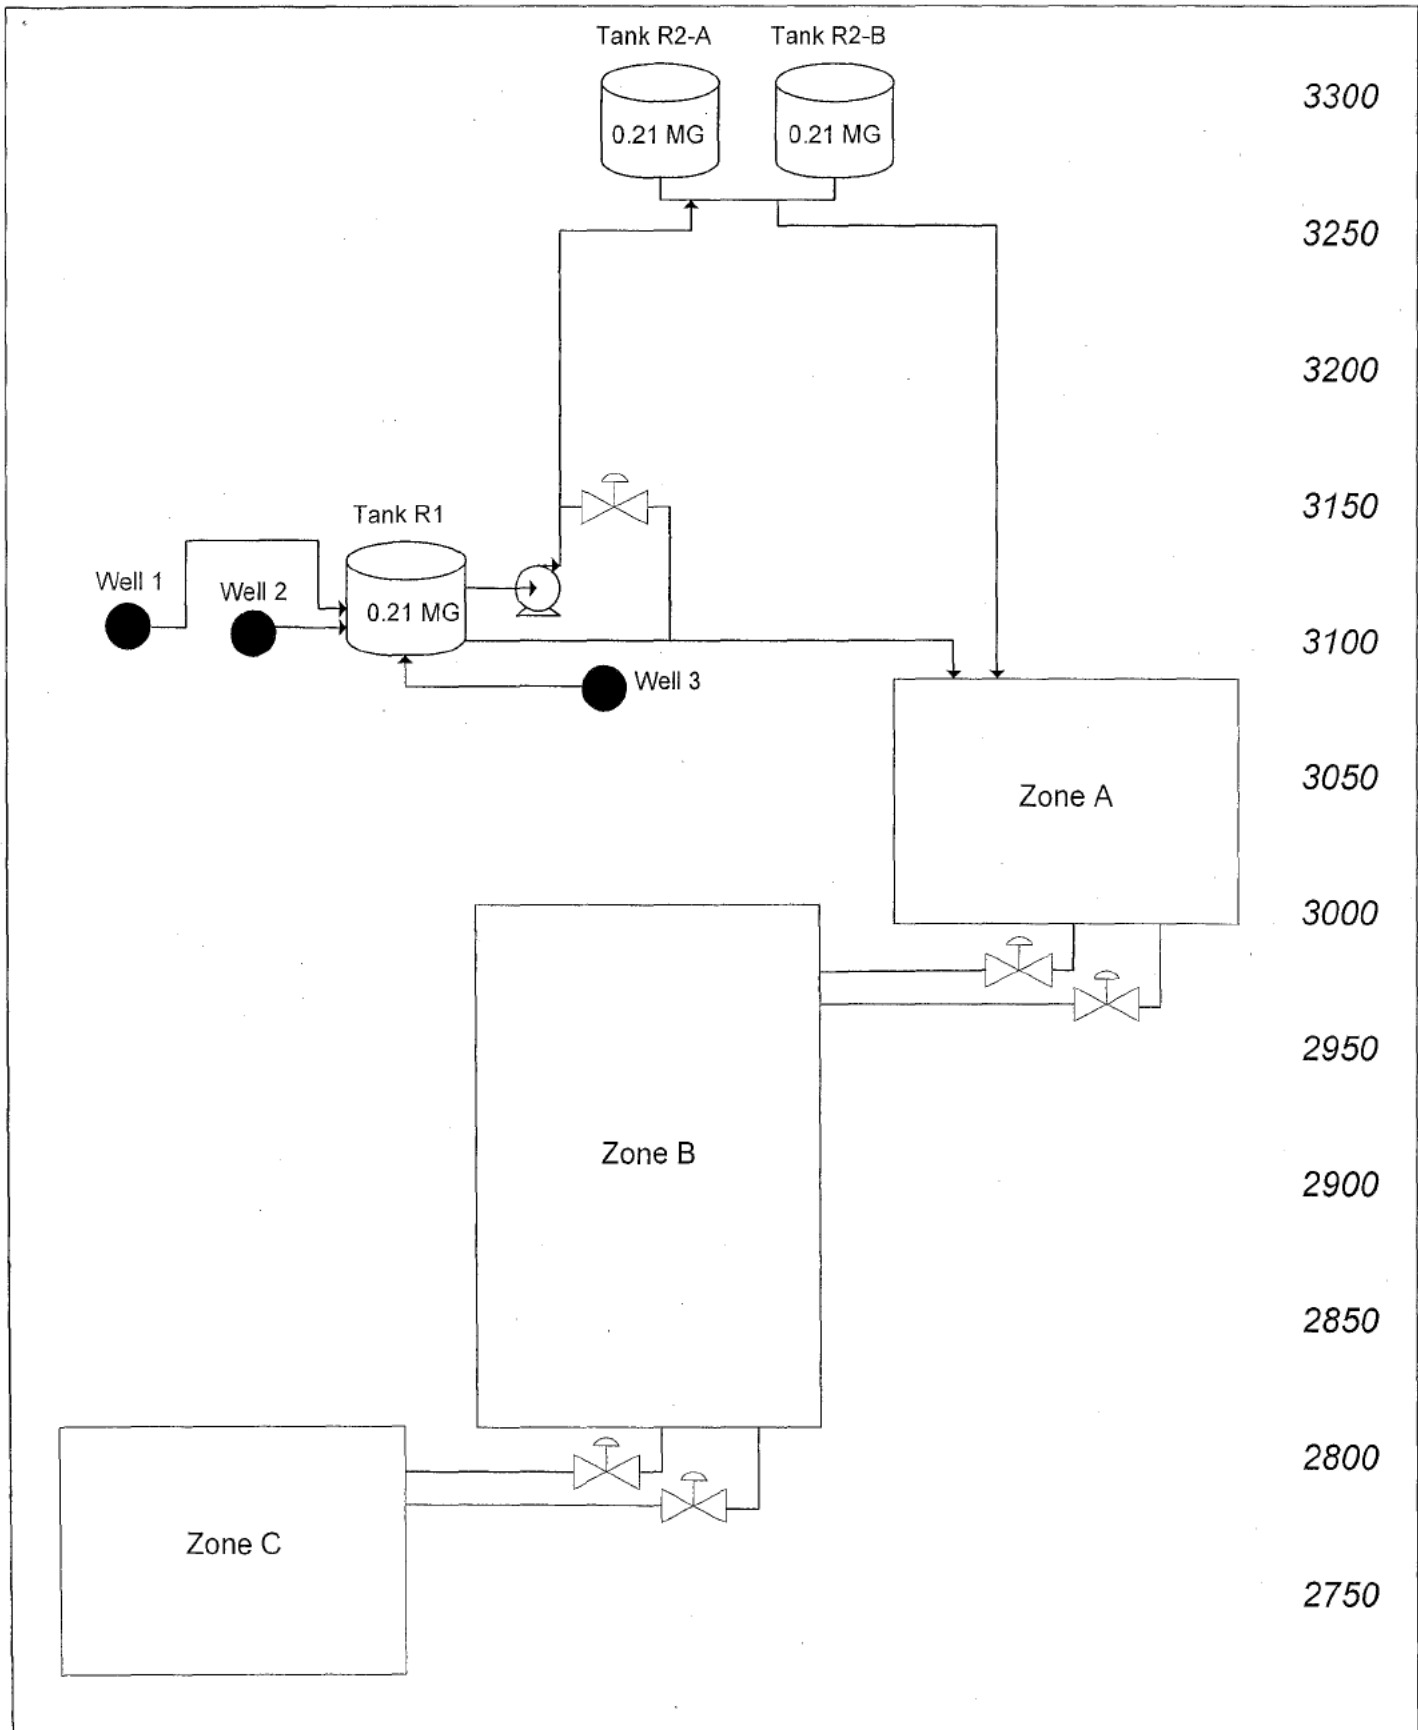 Tank R2-A
Tank R2-B
3300
0.21 MG
0.21 MG
3250
3200
3150
Tank R1
Well 1
Well 2
0.21 MG
3100
Well 3
3050
Zone A
3000
2950
Zone B
2900
2850
2800
Zone C
2750